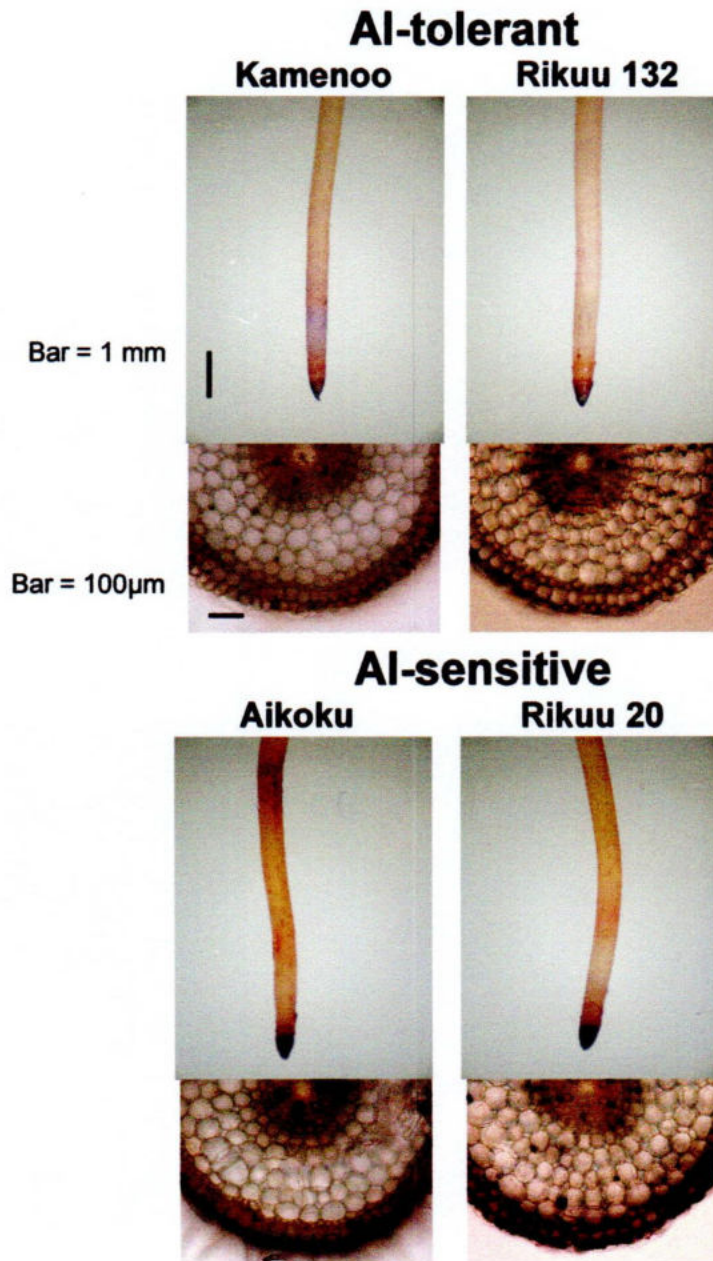 Al-tolerant
Kamenoo Rikuu 132
Bar = 1 mm
Bar = 100µm
Al-sensitive
Aikoku Rikuu 20